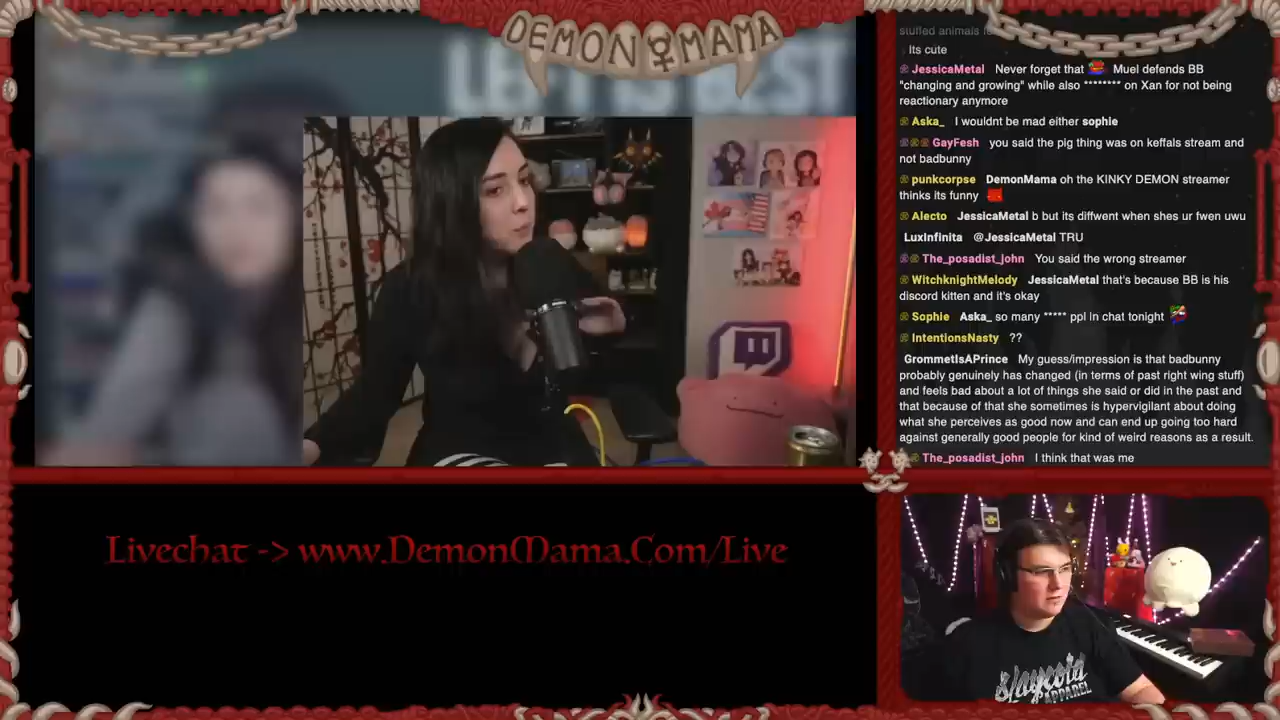 DEMON MAMA
LEFT IS BEST
stuffed animals
Its cute
JessicaMetal Never forget that Muel defends BB
"changing and growing" while also ******** on Xan for not being
reactionary anymore
Aska_ I wouldnt be mad either sophie
GayFesh you said the pig thing was on keffals stream and
not badbunny
punkcorpse DemonMama oh the KINKY DEMON streamer
thinks its funny
Alecto JessicaMetal b but its diffwent when shes ur fwen uwu
LuxInfinita @JessicaMetal TRU
The_posadist_john You said the wrong streamer
WitchknightMelody JessicaMetal that's because BB is his
discord kitten and it's okay
Sophie Aska_ so many ***** ppl in chat tonight
IntentionsNasty ??
GrommetIsAPrince My guess/impression is that badbunny
probably genuinely has changed (in terms of past right wing stuff)
and feels bad about a lot of things she said or did in the past and
that because of that she sometimes is hypervigilant about doing
what she perceives as good now and can end up going too hard
against generally good people for kind of weird reasons as a result.
The_posadist_john I think that was me
Livechat -> www.DemonMama.Com/Live
slaycoid
APPAREL